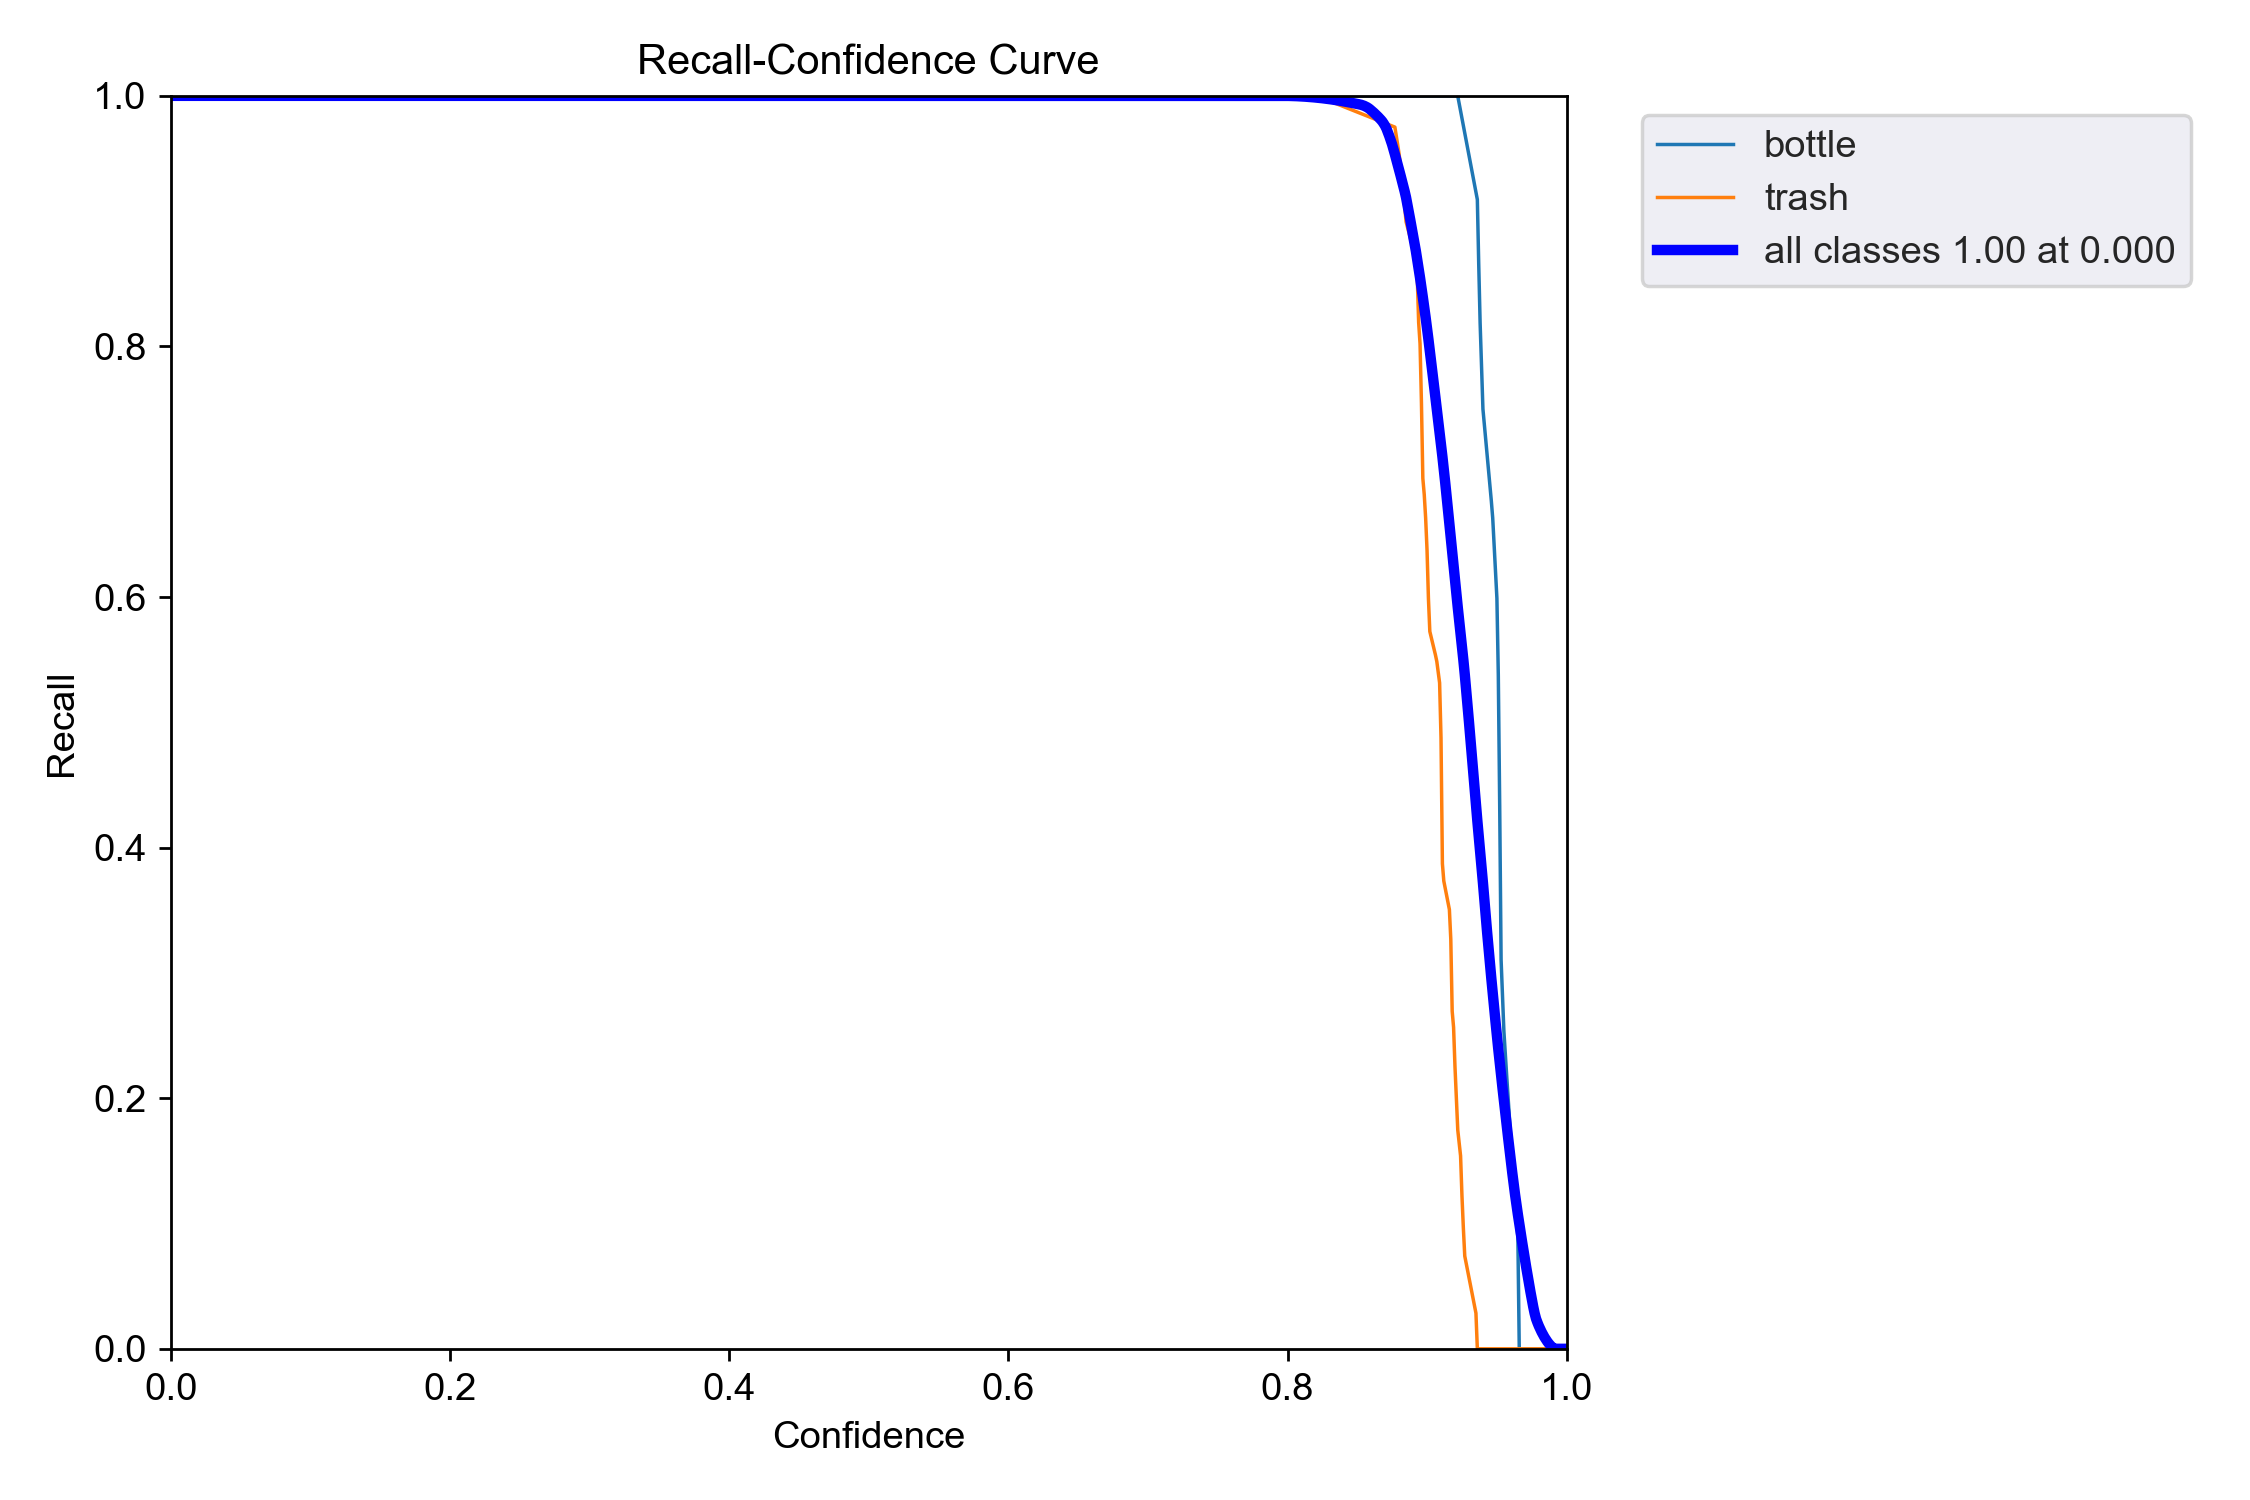 Recall-Confidence Curve
1.0
0.8
0.6
0.4
0.2
0.0
Recall
0.0 0.2 0.4 0.6 0.8 1.0
Confidence
bottle
trash
all classes 1.00 at 0.000